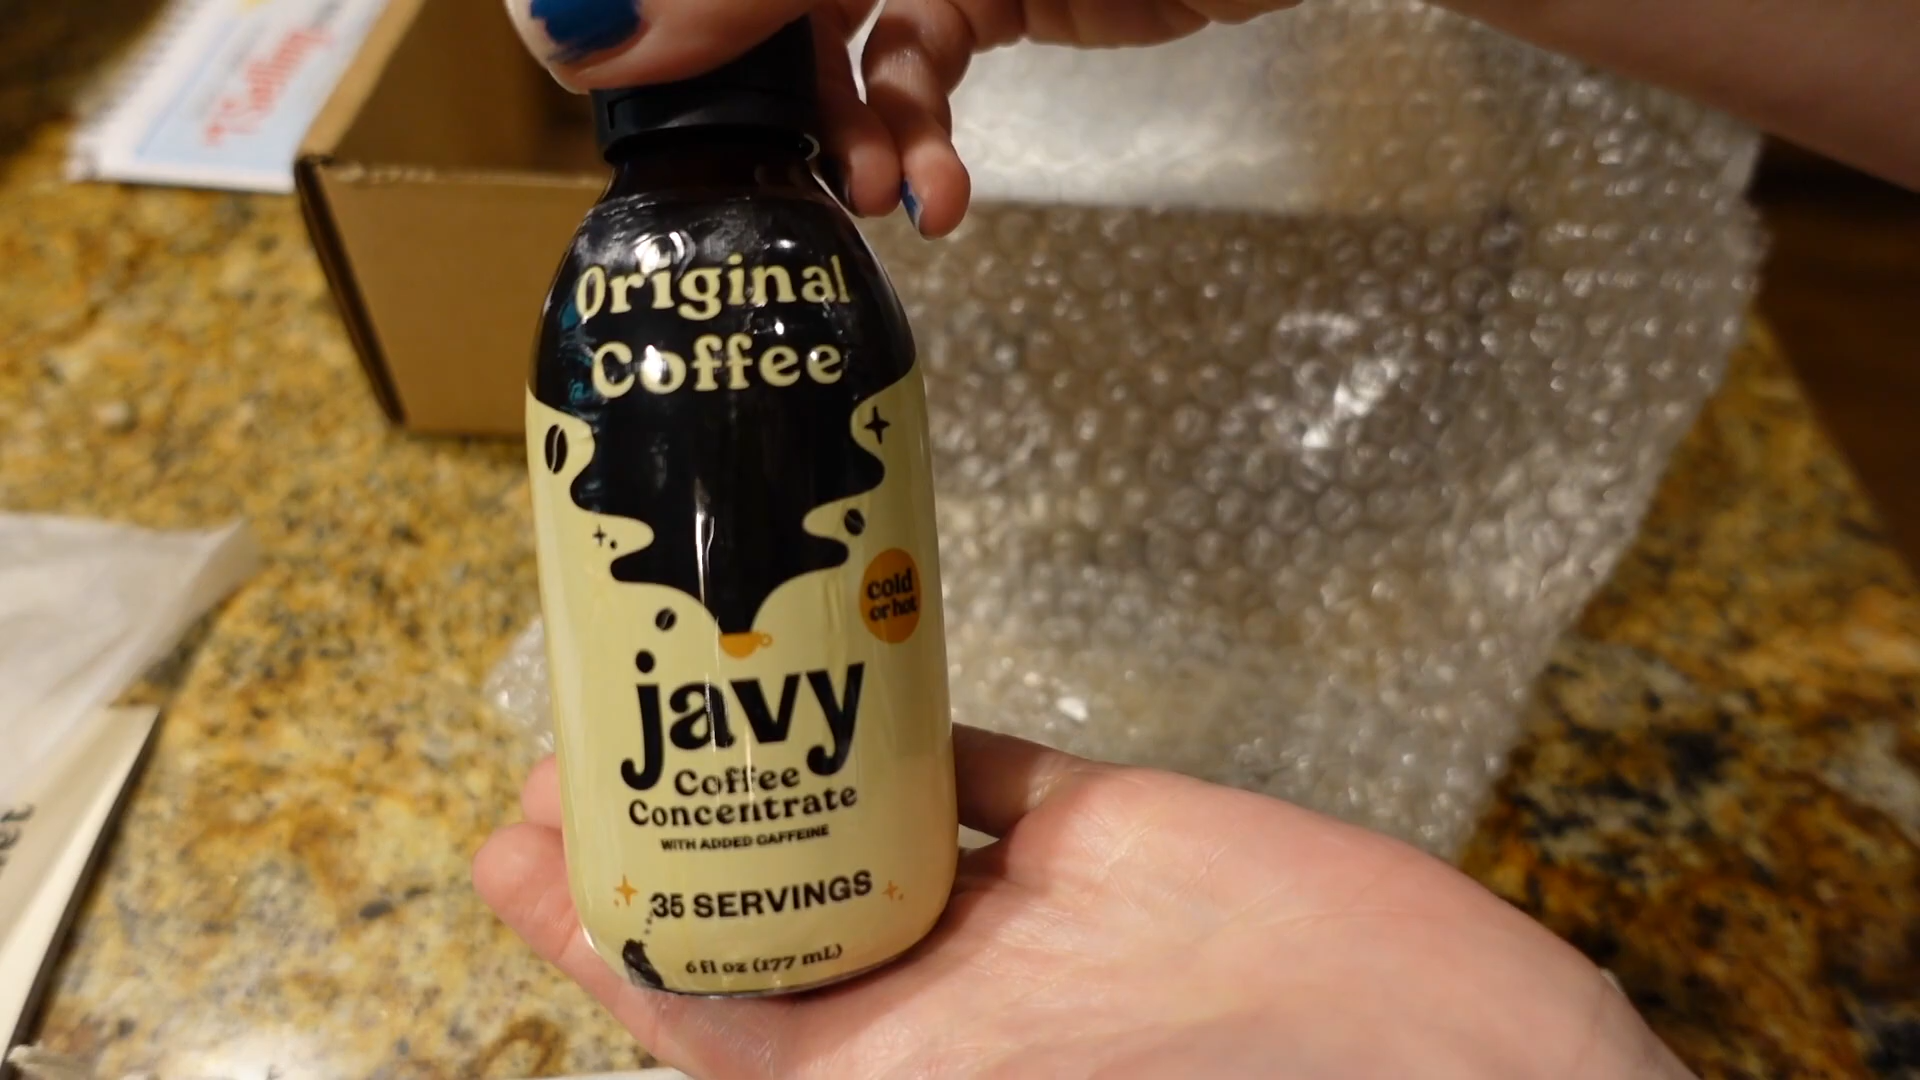 Original
Coffee
cold
or hot
javy
Coffee
Concentrate
WITH ADDED CAFFEINE
35 SERVINGS
6 fl oz (177 mL)